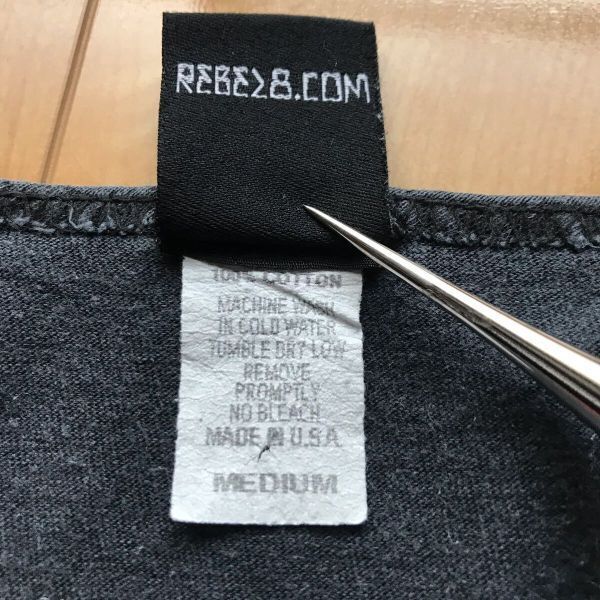 REBEL8.COM
100% COTTON
MACHINE WASH
IN COLD WATER
TUMBLE DRY LOW
REMOVE
PROMPTLY
NO BLEACH
MADE IN U.S.A.
MEDIUM